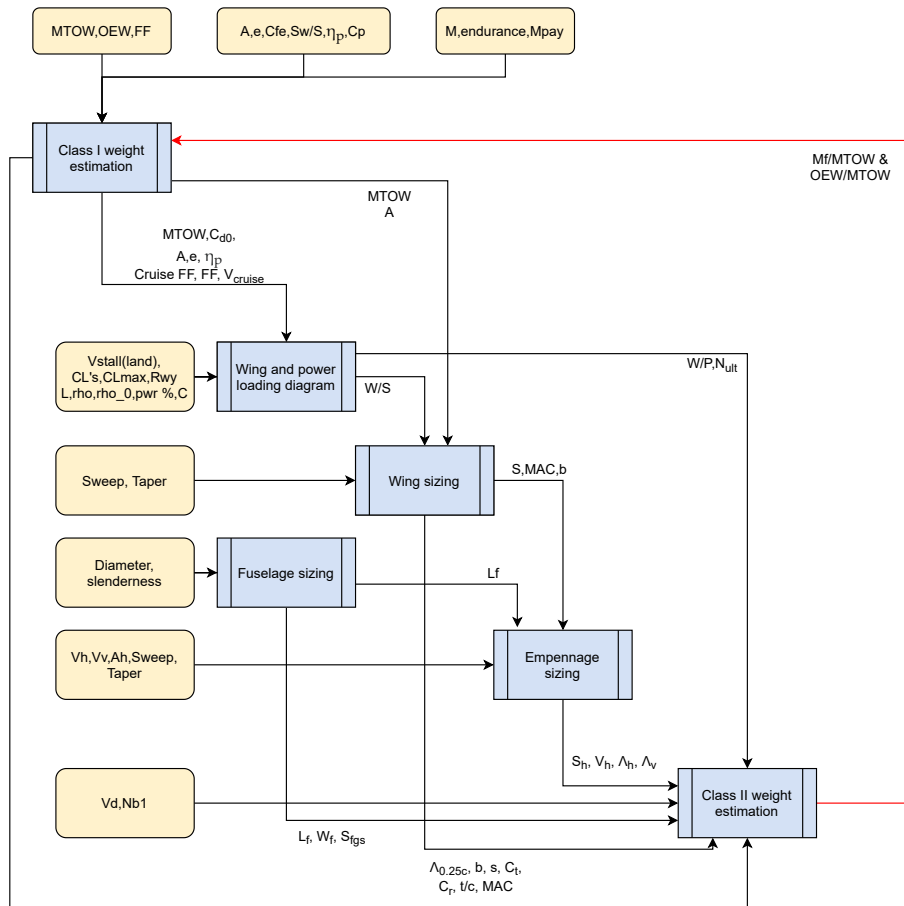 MTOW,OEW,FF
A,e,Cfe,Sw/S,ηp,Cp
M,endurance,Mpay
Class I weight
estimation
Mf/MTOW &
OEW/MTOW
MTOW
A
MTOW,Cd0,
A,e, ηp
Cruise FF, FF, Vcruise
Vstall(land),
CL's,CLmax,Rwy
L,rho,rho_0,pwr %,C
Wing and power
loading diagram
W/S
W/P,Nult
Sweep, Taper
Wing sizing
S,MAC,b
Diameter,
slenderness
Fuselage sizing
Lf
Vh,Vv,Ah,Sweep,
Taper
Empennage
sizing
Sh, Vh, Λh, Λv
Vd,Nb1
Class II weight
estimation
Lf, Wf, Sfgs
Λ0.25c, b, s, Ct,
Cr, t/c, MAC